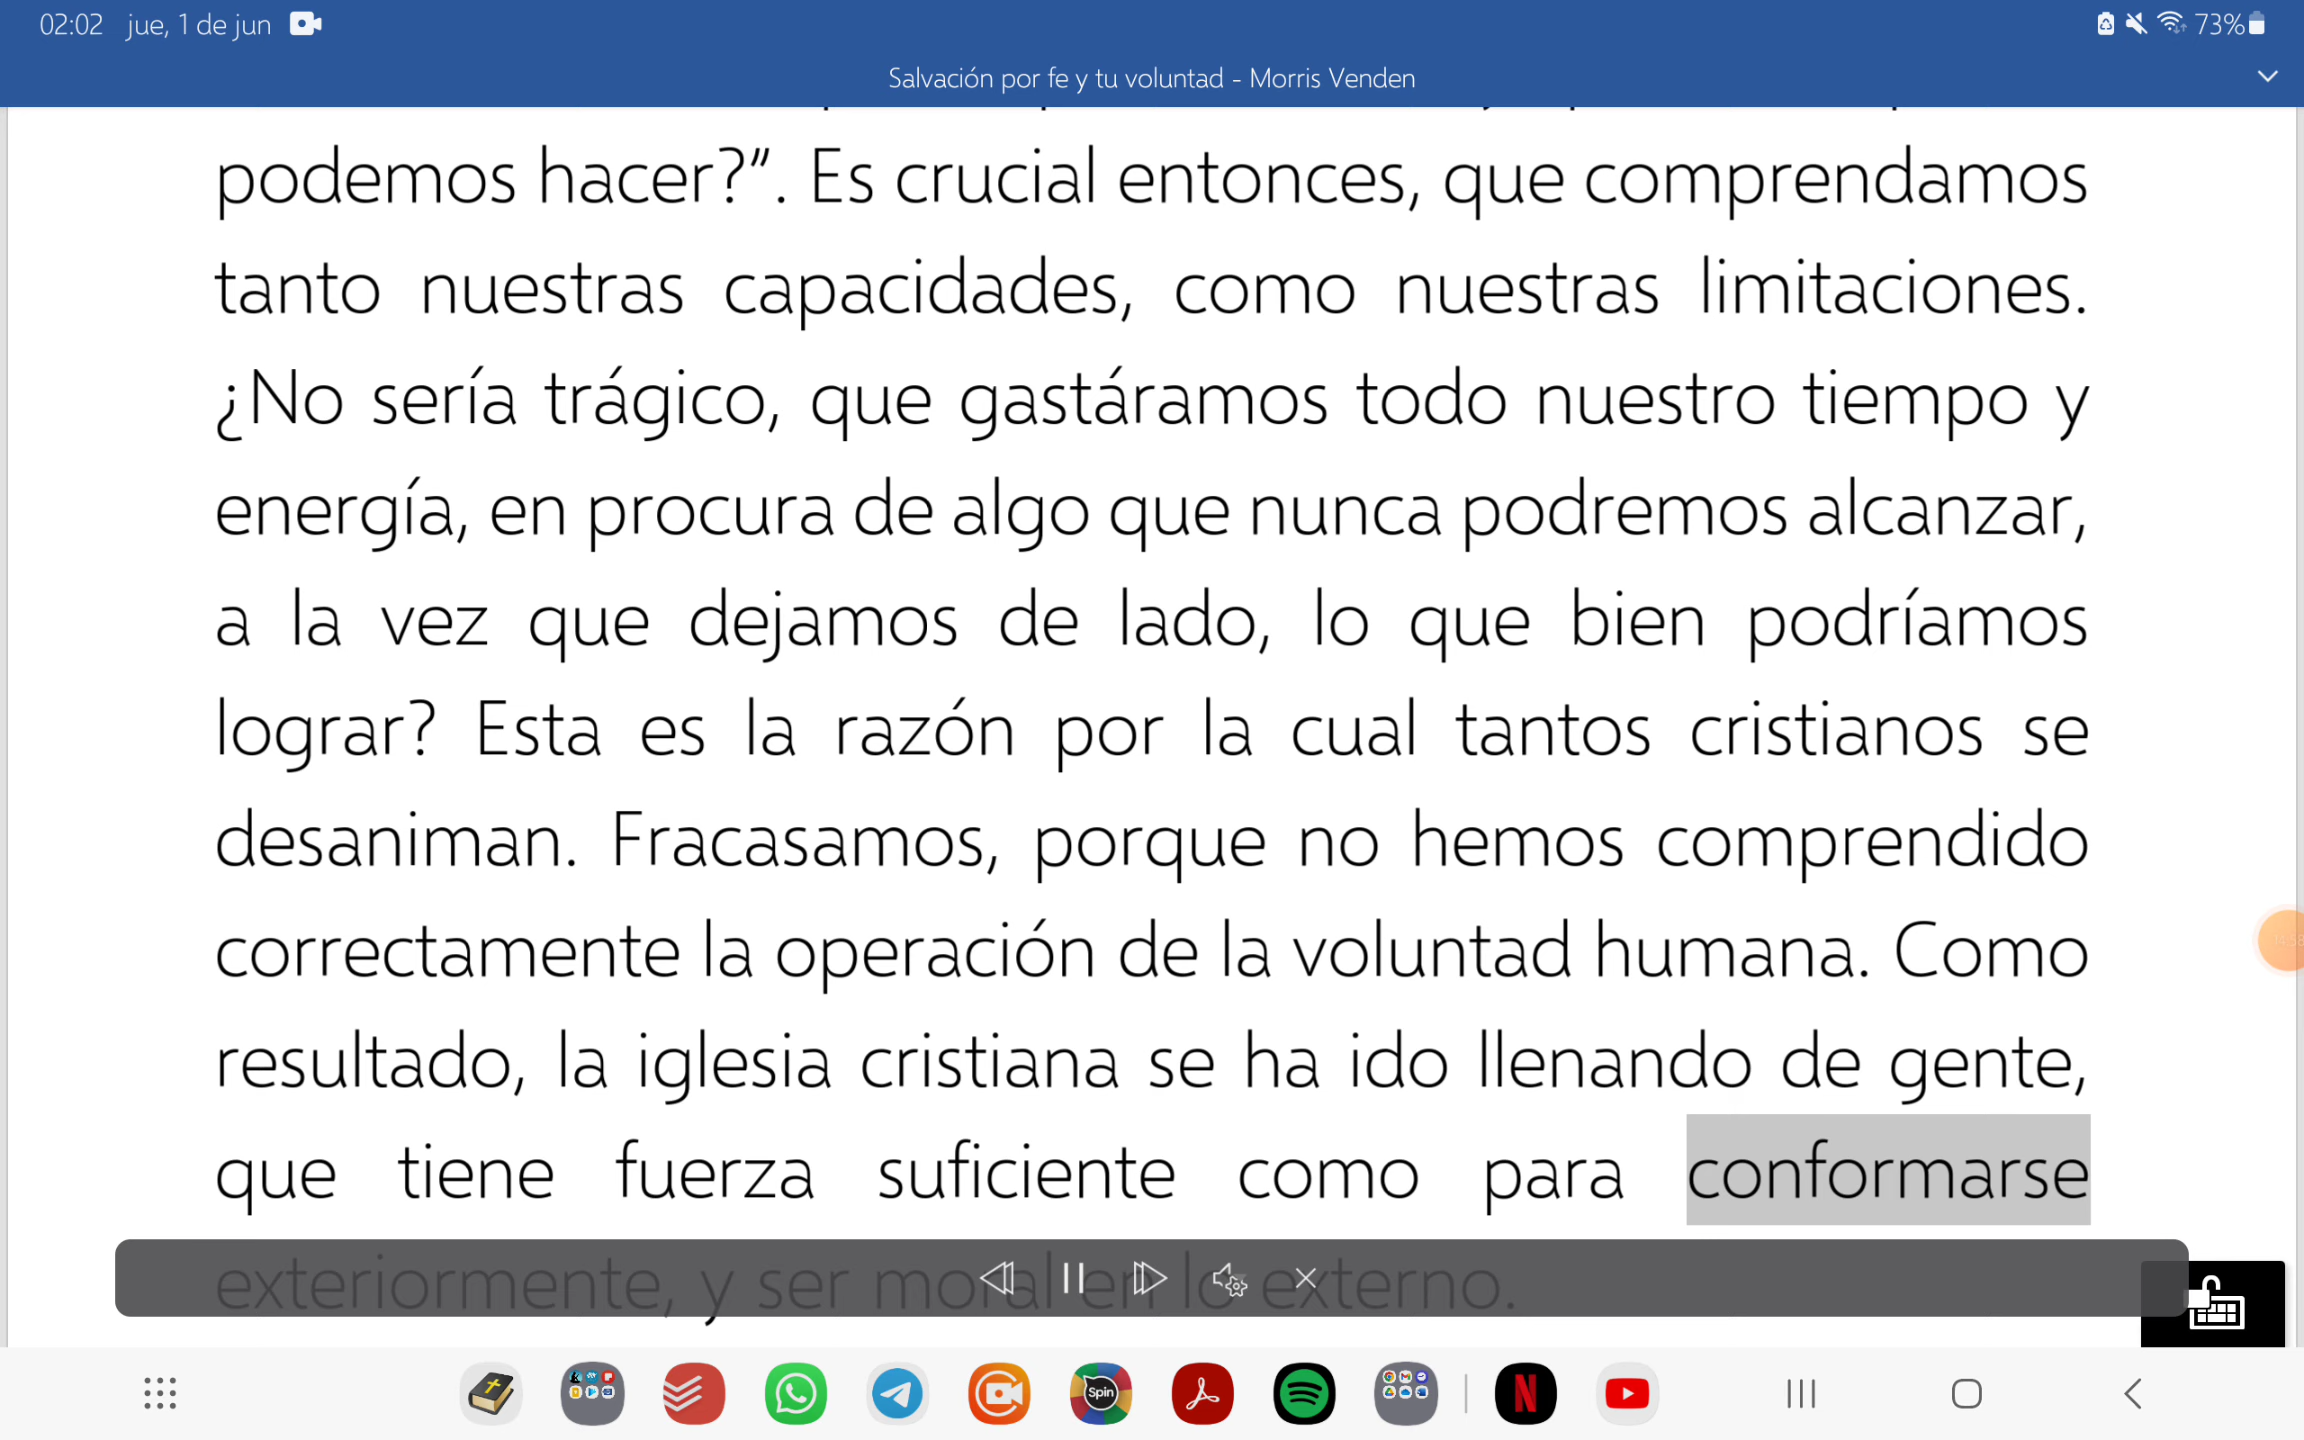 02:02 jue, 1 de jun
73%
Salvación por fe y tu voluntad - Morris Venden
podemos hacer?". Es crucial entonces, que comprendamos
tanto nuestras capacidades, como nuestras limitaciones.
¿No sería trágico, que gastáramos todo nuestro tiempo y
energía, en procura de algo que nunca podremos alcanzar,
a la vez que dejamos de lado, lo que bien podríamos
lograr? Esta es la razón por la cual tantos cristianos se
desaniman. Fracasamos, porque no hemos comprendido
correctamente la operación de la voluntad humana. Como
resultado, la iglesia cristiana se ha ido llenando de gente,
que tiene fuerza suficiente como para conformarse
exteriormente, y ser moral en lo externo.
Spin
N